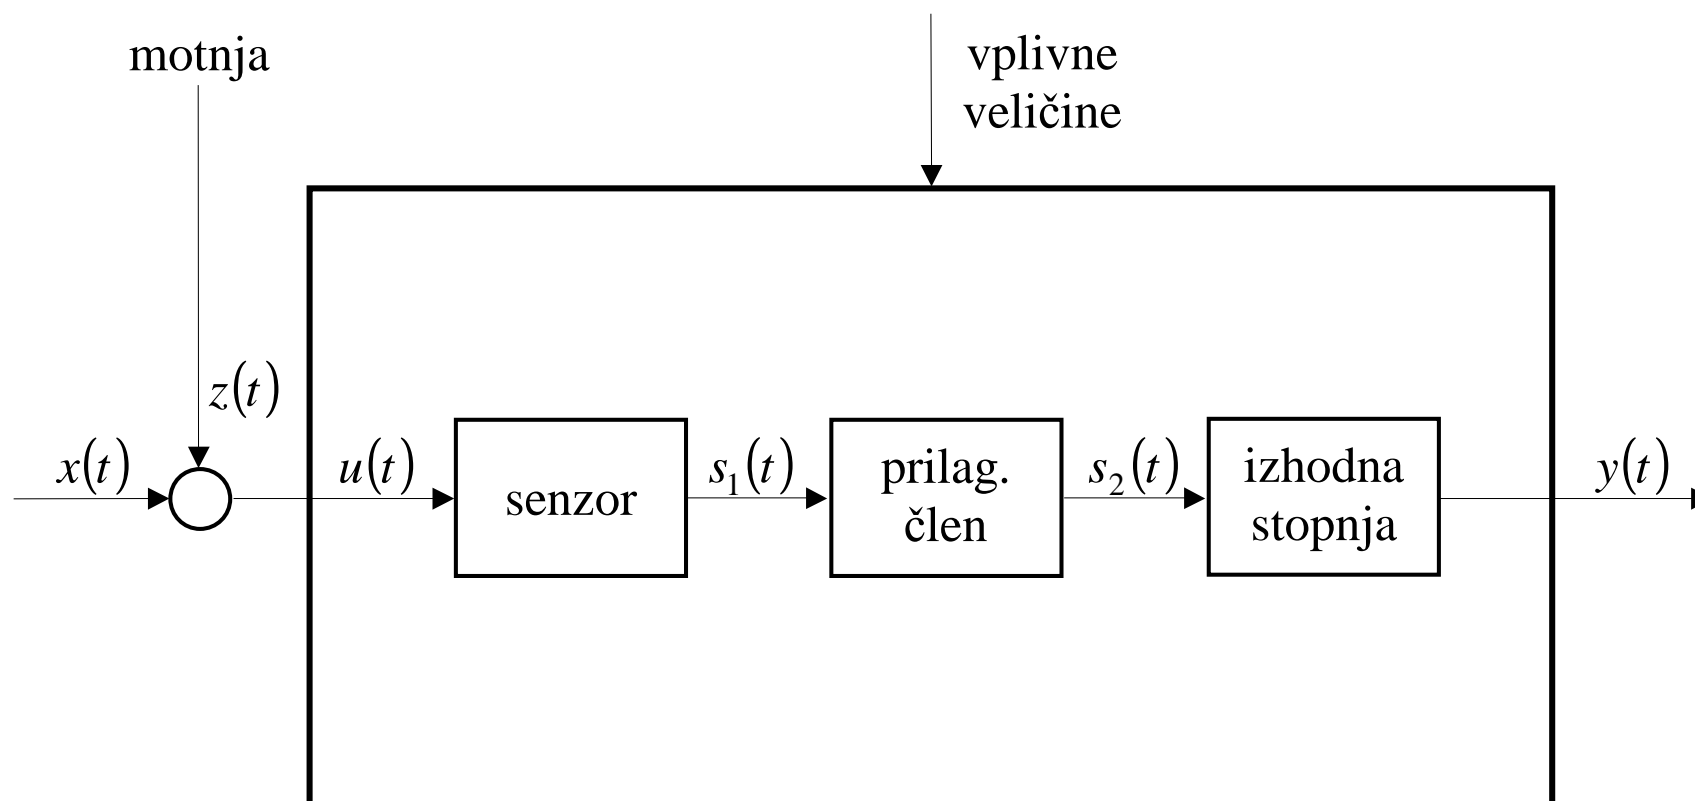 motnja
vplivne
veličine
z(t)
x(t)
u(t)
senzor
s₁(t)
prilag.
člen
s₂(t)
izhodna
stopnja
y(t)